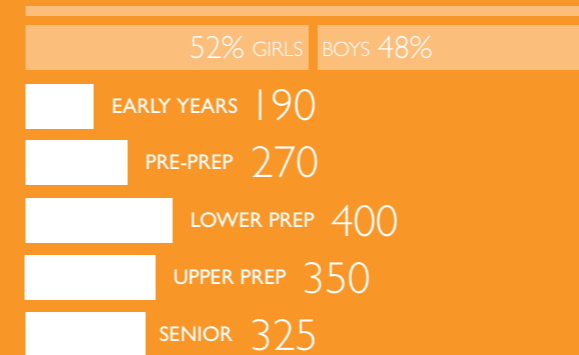 52% GIRLS BOYS 48%
EARLY YEARS 190
PRE-PREP 270
LOWER PREP 400
UPPER PREP 350
SENIOR 325